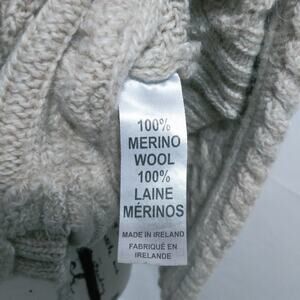 100%
MERINO
WOOL
100%
LAINE
MÉRINOS
MADE IN IRELAND
FABRIQUÉ EN
IRELANDE